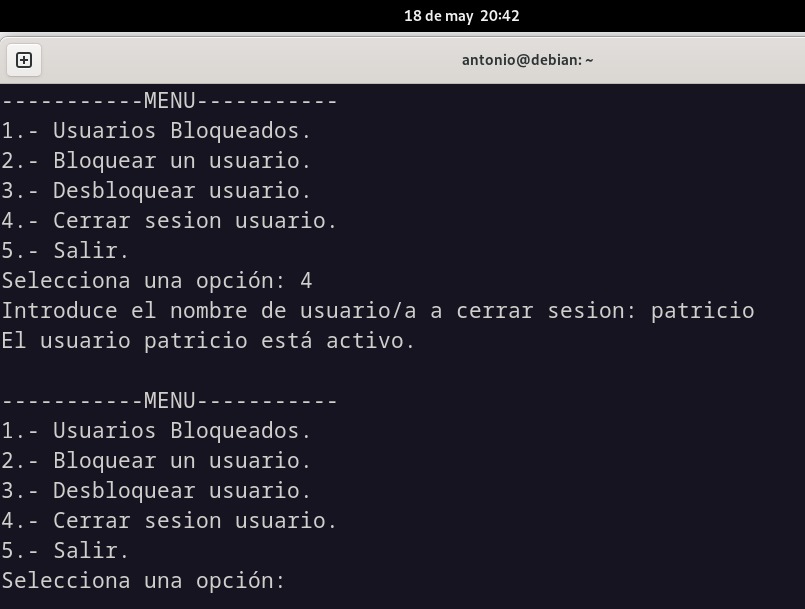 18 de may 20:42
antonio@debian: ~
-----------MENU-----------
1.- Usuarios Bloqueados.
2.- Bloquear un usuario.
3.- Desbloquear usuario.
4.- Cerrar sesion usuario.
5.- Salir.
Selecciona una opción: 4
Introduce el nombre de usuario/a a cerrar sesion: patricio
El usuario patricio está activo.
-----------MENU-----------
1.- Usuarios Bloqueados.
2.- Bloquear un usuario.
3.- Desbloquear usuario.
4.- Cerrar sesion usuario.
5.- Salir.
Selecciona una opción: